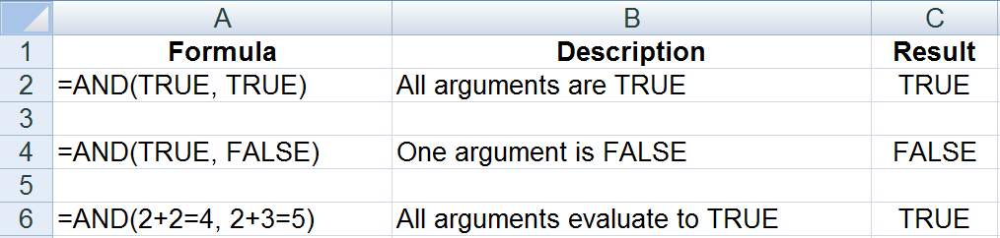 A B C
1 Formula Description Result
2 =AND(TRUE, TRUE) All arguments are TRUE TRUE
3
4 =AND(TRUE, FALSE) One argument is FALSE FALSE
5
6 =AND(2+2=4, 2+3=5) All arguments evaluate to TRUE TRUE